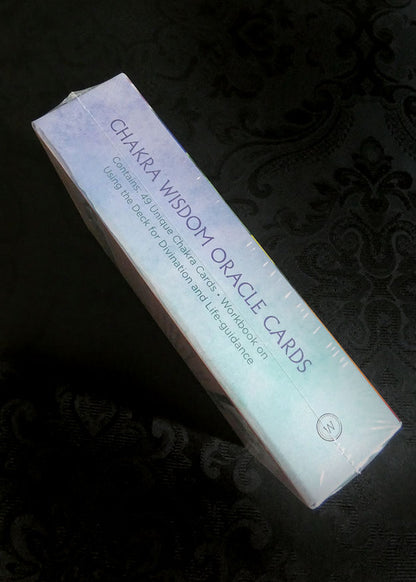 CHAKRA WISDOM ORACLE CARDS
Contains: 49 Unique Chakra Cards • Workbook on
Using the Deck for Divination and Life-guidance
W